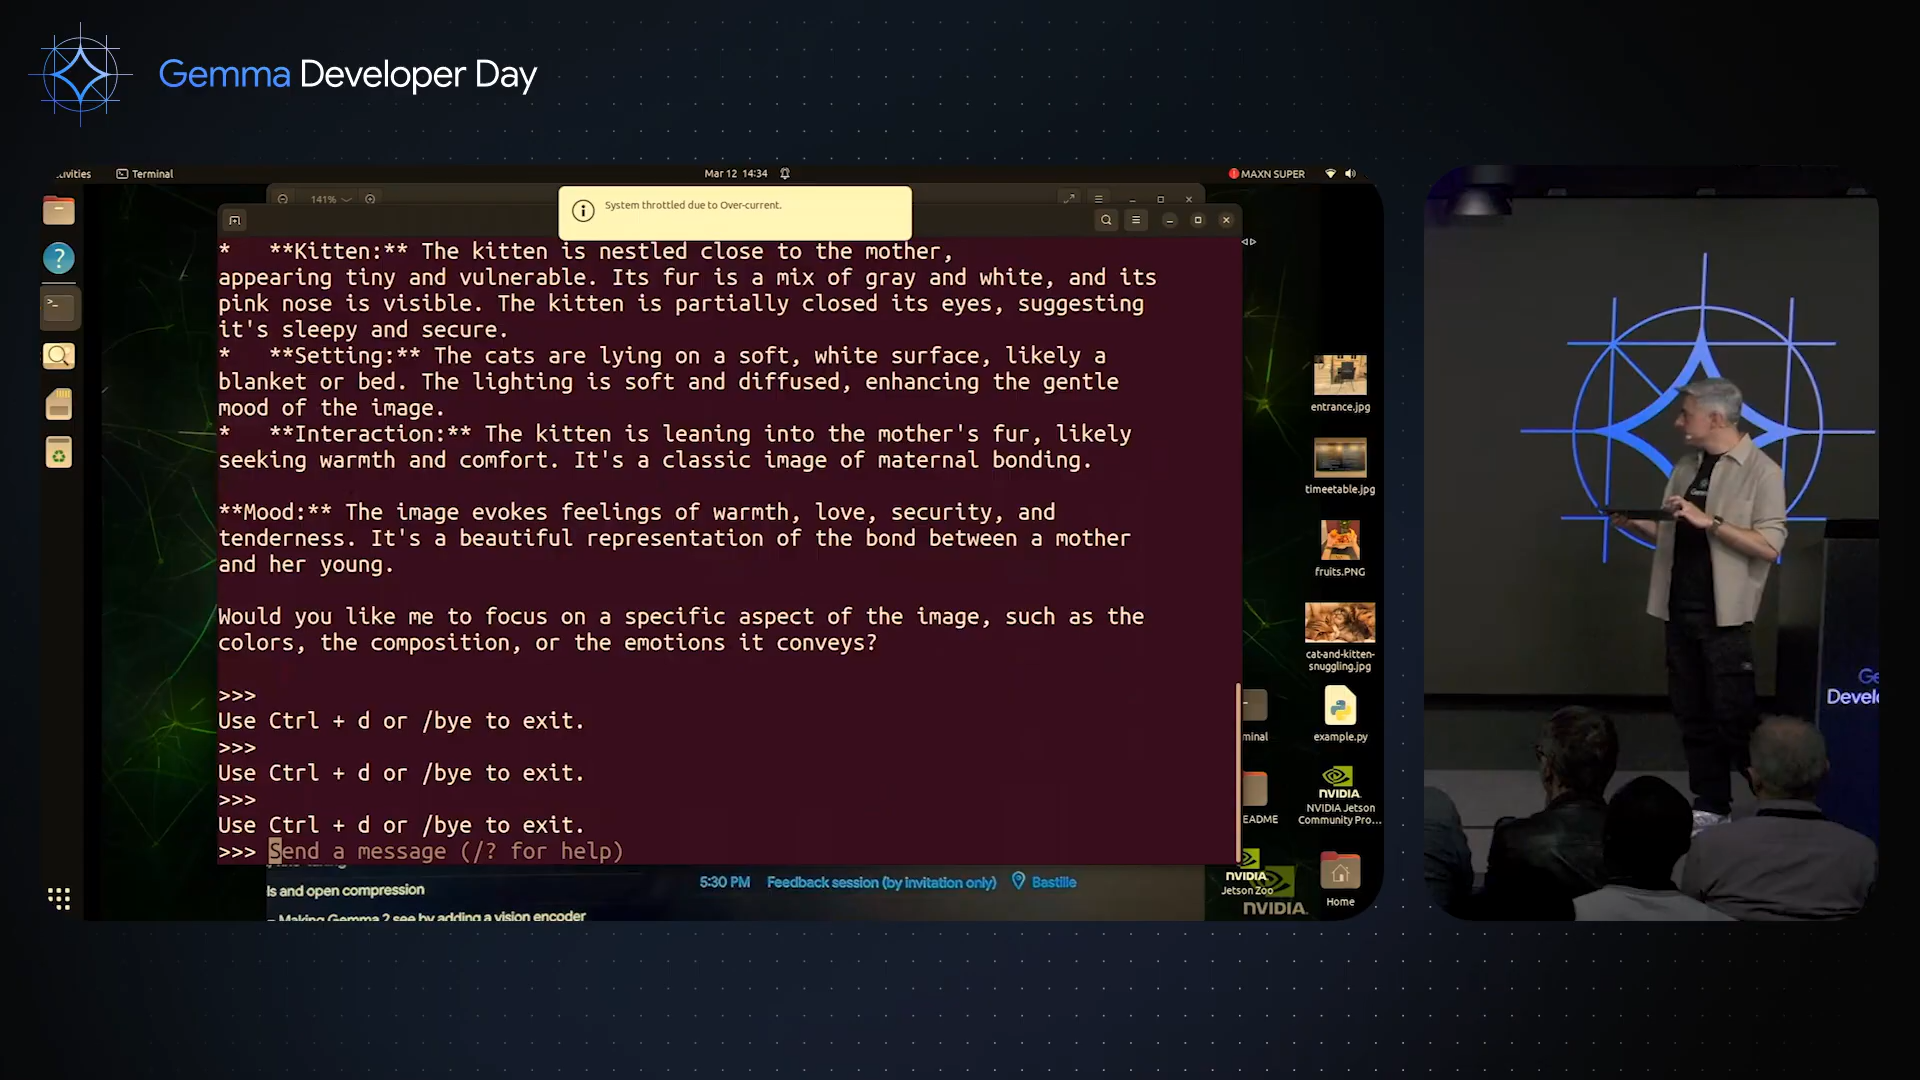 Gemma Developer Day
Terminal
Mar 12 14:34
MAXN SUPER
141%
System throttled due to Over-current.
* **Kitten:** The kitten is nestled close to the mother,
appearing tiny and vulnerable. Its fur is a mix of gray and white, and its
pink nose is visible. The kitten is partially closed its eyes, suggesting
it's sleepy and secure.
* **Setting:** The cats are lying on a soft, white surface, likely a
blanket or bed. The lighting is soft and diffused, enhancing the gentle
mood of the image.
* **Interaction:** The kitten is leaning into the mother's fur, likely
seeking warmth and comfort. It's a classic image of maternal bonding.
**Mood:** The image evokes feelings of warmth, love, security, and
tenderness. It's a beautiful representation of the bond between a mother
and her young.
Would you like me to focus on a specific aspect of the image, such as the
colors, the composition, or the emotions it conveys?
>>>
Use Ctrl + d or /bye to exit.
>>>
Use Ctrl + d or /bye to exit.
>>>
Use Ctrl + d or /bye to exit.
>>> Send a message (/? for help)
ls and open compression
5:30 PM Feedback session (by invitation only) Bastille
– Making Gemma 2 see by adding a vision encoder
entrance.jpg
timeetable.jpg
fruits.PNG
cat-and-kitten-
snuggling.jpg
minal
example.py
README
NVIDIA
NVIDIA Jetson
Community Pro...
NVIDIA
Jetson Zoo
NVIDIA.
Home
Gemma
Ge
Devel